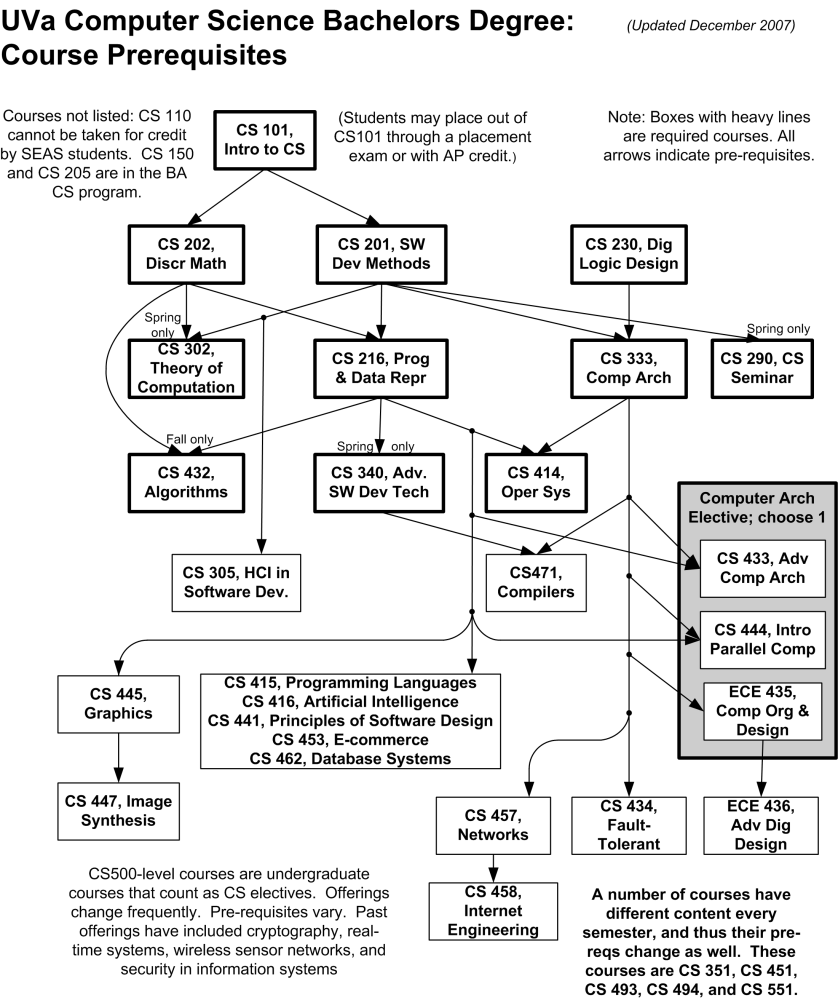 UVa Computer Science Bachelors Degree:
Course Prerequisites
(Updated December 2007)
Courses not listed: CS 110
cannot be taken for credit
by SEAS students. CS 150
and CS 205 are in the BA
CS program.
CS 101,
Intro to CS
(Students may place out of
CS101 through a placement
exam or with AP credit.)
Note: Boxes with heavy lines
are required courses. All
arrows indicate pre-requisites.
CS 202,
Discr Math
CS 201, SW
Dev Methods
CS 230, Dig
Logic Design
Spring
only
Spring only
CS 302,
Theory of
Computation
CS 216, Prog
& Data Repr
CS 333,
Comp Arch
CS 290, CS
Seminar
Fall only
Spring only
CS 432,
Algorithms
CS 340, Adv.
SW Dev Tech
CS 414,
Oper Sys
Computer Arch
Elective; choose 1
CS 305, HCI in
Software Dev.
CS471,
Compilers
CS 433, Adv
Comp Arch
CS 444, Intro
Parallel Comp
CS 445,
Graphics
CS 415, Programming Languages
CS 416, Artificial Intelligence
CS 441, Principles of Software Design
CS 453, E-commerce
CS 462, Database Systems
ECE 435,
Comp Org &
Design
CS 447, Image
Synthesis
CS 457,
Networks
CS 434,
Fault-
Tolerant
ECE 436,
Adv Dig
Design
CS500-level courses are undergraduate
courses that count as CS electives. Offerings
change frequently. Pre-requisites vary. Past
offerings have included cryptography, real-
time systems, wireless sensor networks, and
security in information systems
CS 458,
Internet
Engineering
A number of courses have
different content every
semester, and thus their pre-
reqs change as well. These
courses are CS 351, CS 451,
CS 493, CS 494, and CS 551.